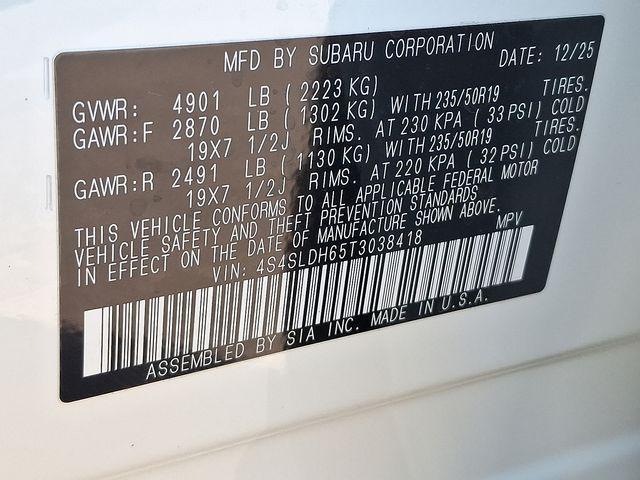 MFD BY SUBARU CORPORATION DATE: 12/25
GVWR: 4901 LB ( 2223 KG)
GAWR:F 2870 LB ( 1302 KG) WITH 235/50R19 TIRES.
19X7 1/2J RIMS. AT 230 KPA ( 33 PSI) COLD
GAWR:R 2491 LB ( 1130 KG) WITH 235/50R19 TIRES.
19X7 1/2J RIMS. AT 220 KPA ( 32 PSI) COLD
THIS VEHICLE CONFORMS TO ALL APPLICABLE FEDERAL MOTOR
VEHICLE SAFETY AND THEFT PREVENTION STANDARDS
IN EFFECT ON THE DATE OF MANUFACTURE SHOWN ABOVE.
VIN: 4S4SLDH65T3038418 MPV
ASSEMBLED BY SIA INC. MADE IN U.S.A.